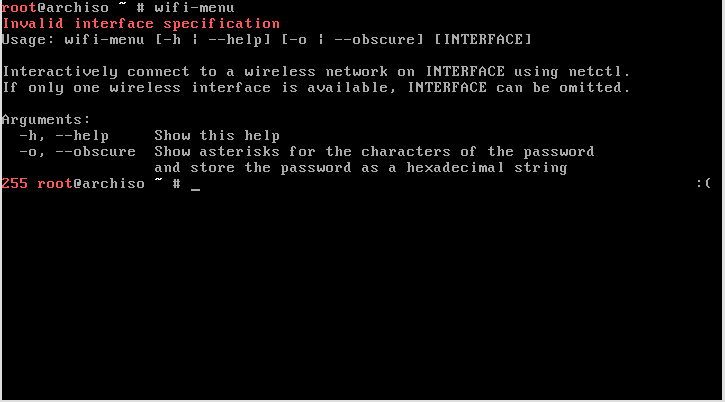 root@archiso ~ # wifi-menu
Invalid interface specification
Usage: wifi-menu [-h | --help] [-o | --obscure] [INTERFACE]
Interactively connect to a wireless network on INTERFACE using netctl.
If only one wireless interface is available, INTERFACE can be omitted.
Arguments:
-h, --help Show this help
-o, --obscure Show asterisks for the characters of the password
and store the password as a hexadecimal string
255 root@archiso ~ # _ :(